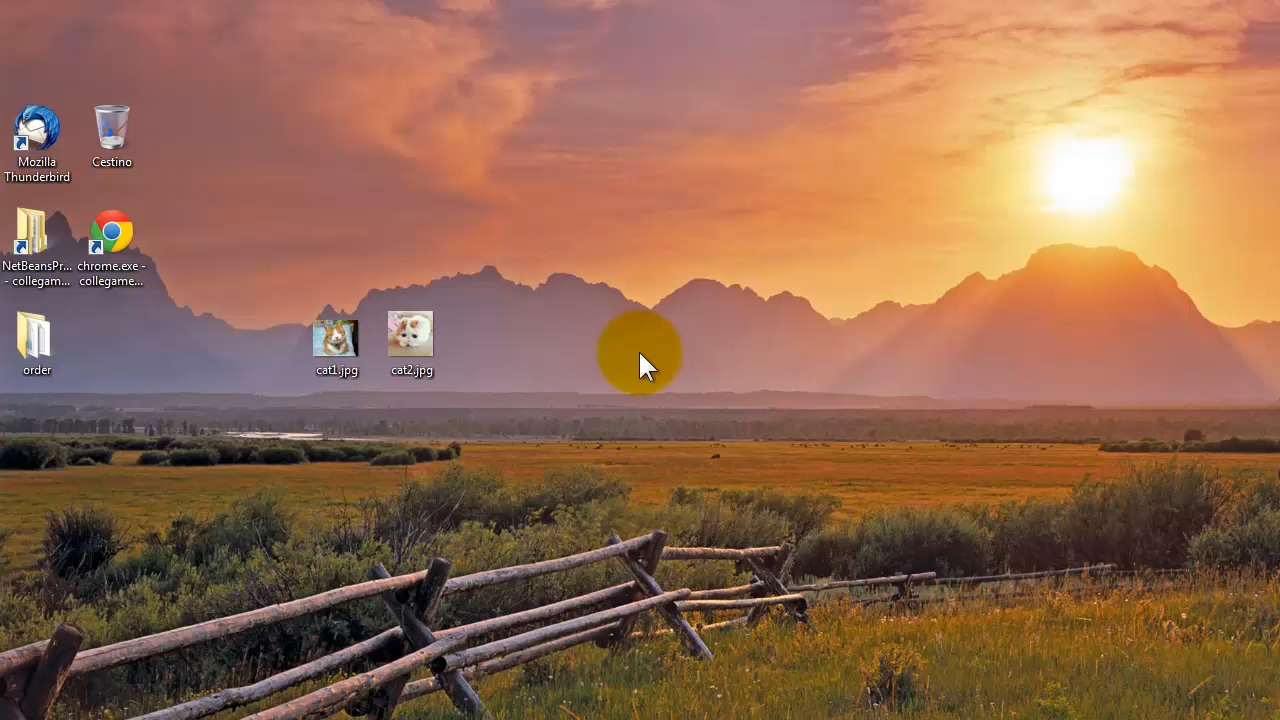 Mozilla
Thunderbird
Cestino
NetBeansPr...
- collegam...
chrome.exe -
collegame...
order
cat1.jpg
cat2.jpg